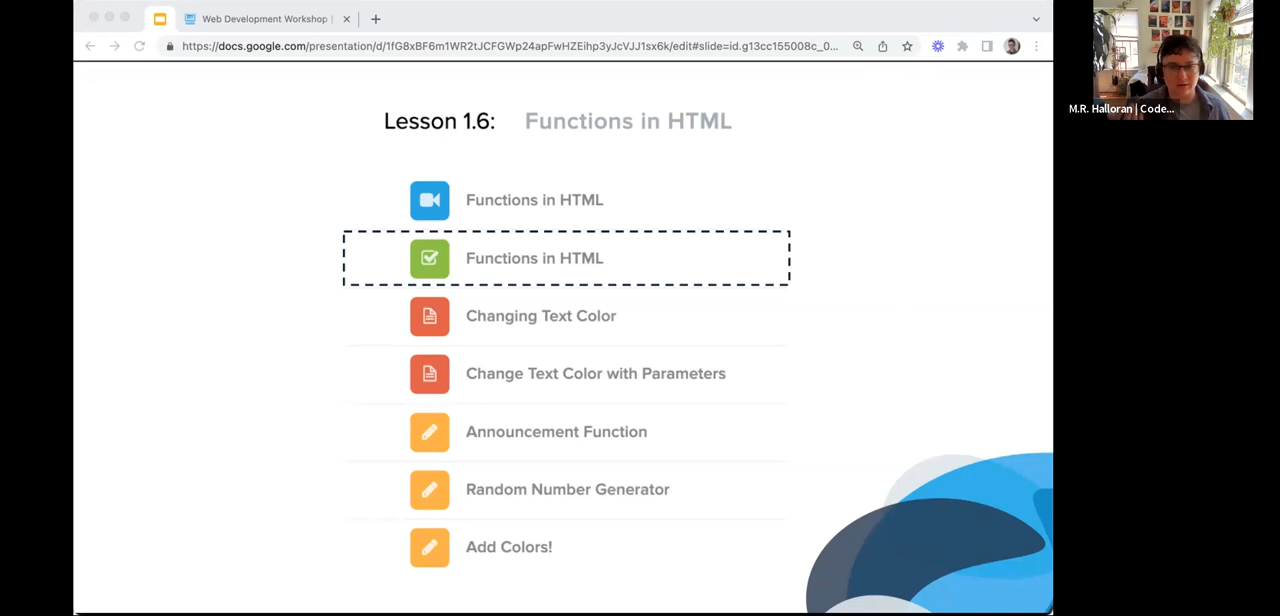 Web Development Workshop |
https://docs.google.com/presentation/d/1fG8xBF6m1WR2tJCFGWp24apFwHZEihp3yJcVJJ1sx6k/edit#slide=id.g13cc155008c_0...
M.R. Halloran | Code...
Lesson 1.6: Functions in HTML
Functions in HTML
Functions in HTML
Changing Text Color
Change Text Color with Parameters
Announcement Function
Random Number Generator
Add Colors!